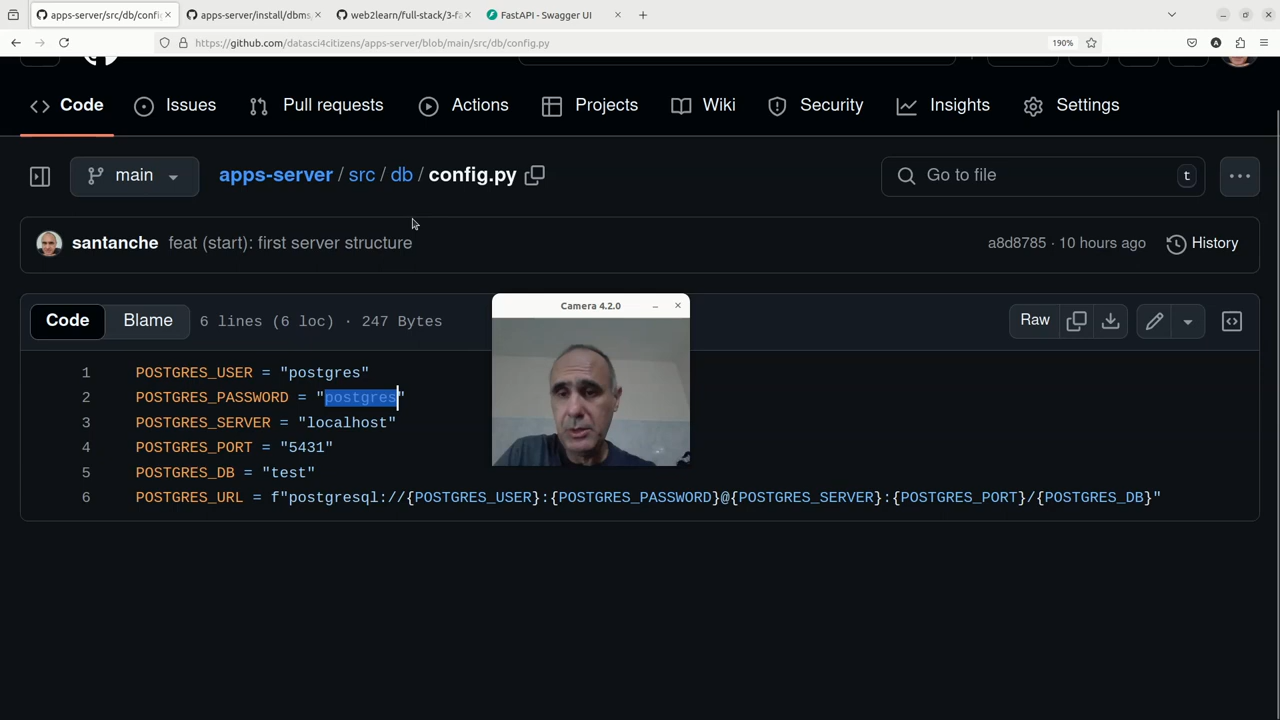 apps-server/src/db/confi
apps-server/install/dbms
web2learn/full-stack/3-fa
FastAPI - Swagger UI
https://github.com/datasci4citizens/apps-server/blob/main/src/db/config.py
190%
Code
Issues
Pull requests
Actions
Projects
Wiki
Security
Insights
Settings
main
apps-server / src / db / config.py
Go to file
t
santanche feat (start): first server structure
a8d8785 · 10 hours ago
History
Camera 4.2.0
Code
Blame
6 lines (6 loc) · 247 Bytes
Raw
1 POSTGRES_USER = "postgres"
2 POSTGRES_PASSWORD = "postgres"
3 POSTGRES_SERVER = "localhost"
4 POSTGRES_PORT = "5431"
5 POSTGRES_DB = "test"
6 POSTGRES_URL = f"postgresql://{POSTGRES_USER}:{POSTGRES_PASSWORD}@{POSTGRES_SERVER}:{POSTGRES_PORT}/{POSTGRES_DB}"